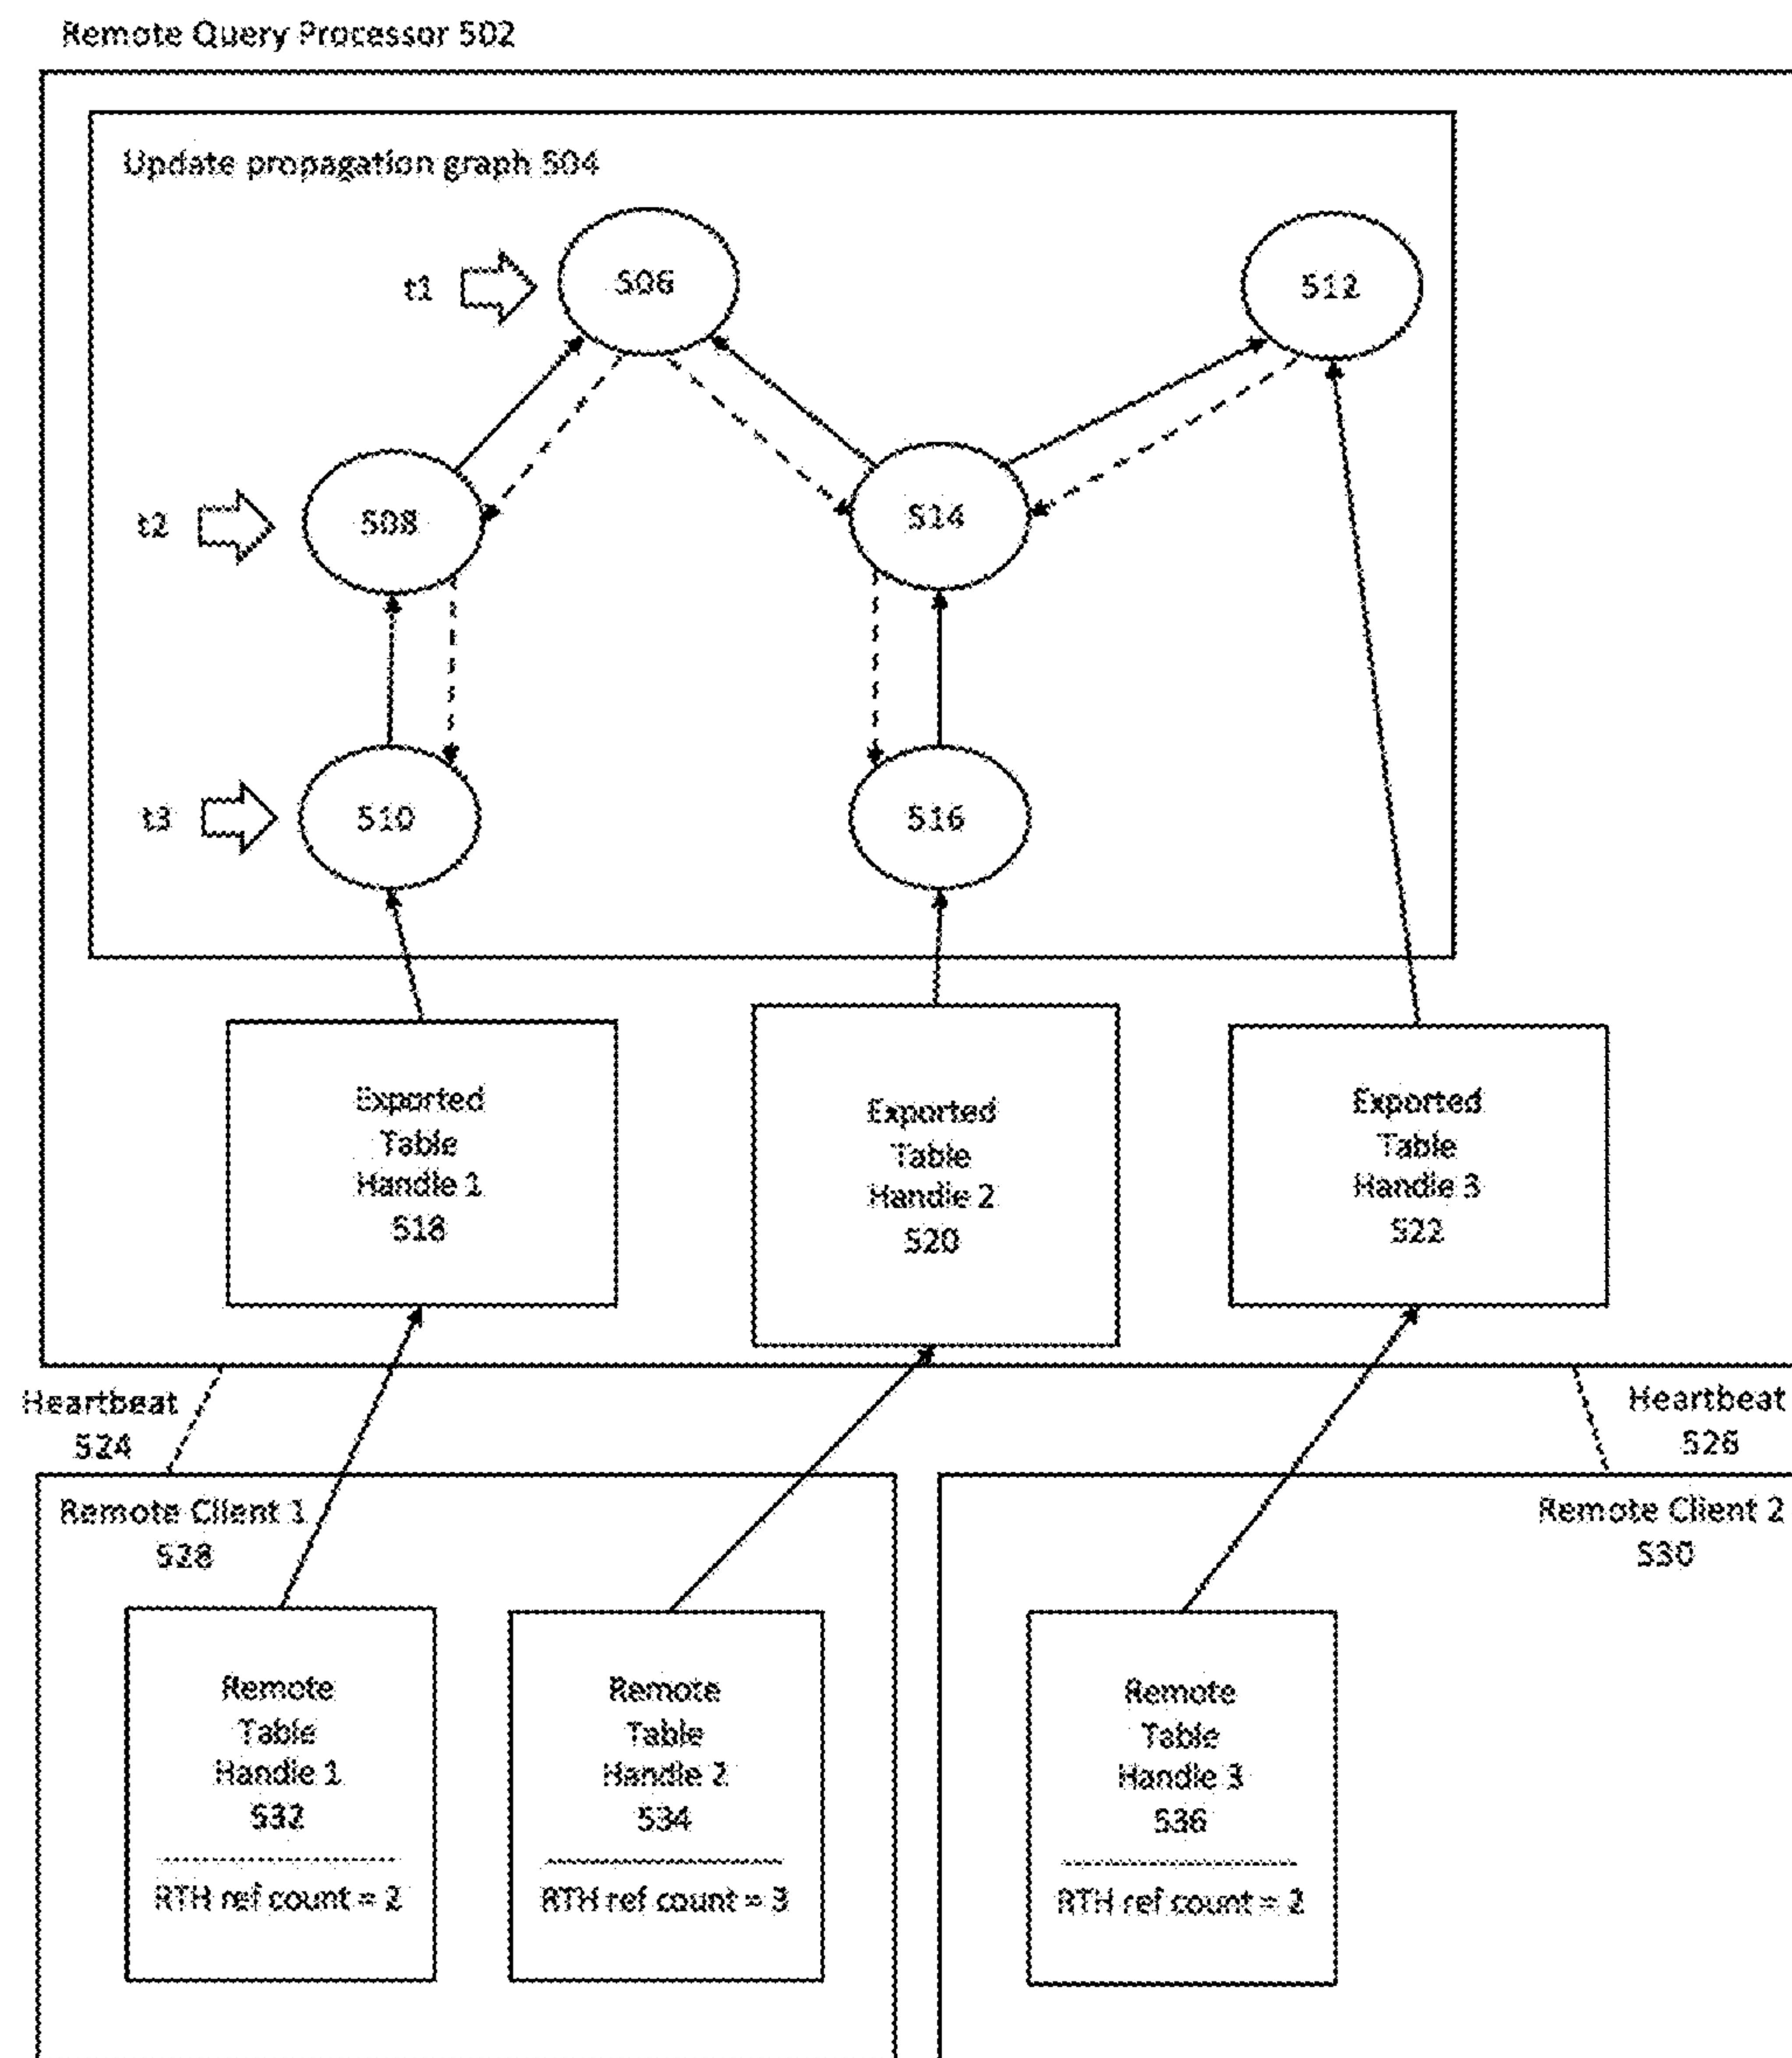 Remote Query Processor 502
Update propagation graph 504
t1
506
512
t2
508
514
t3
510
516
Exported
Table
Handle 1
518
Exported
Table
Handle 2
520
Exported
Table
Handle 3
522
Heartbeat
524
Heartbeat
526
Remote Client 1
528
Remote Client 2
530
Remote
Table
Handle 1
532
RTH ref count = 2
Remote
Table
Handle 2
534
RTH ref count = 3
Remote
Table
Handle 3
536
RTH ref count = 2